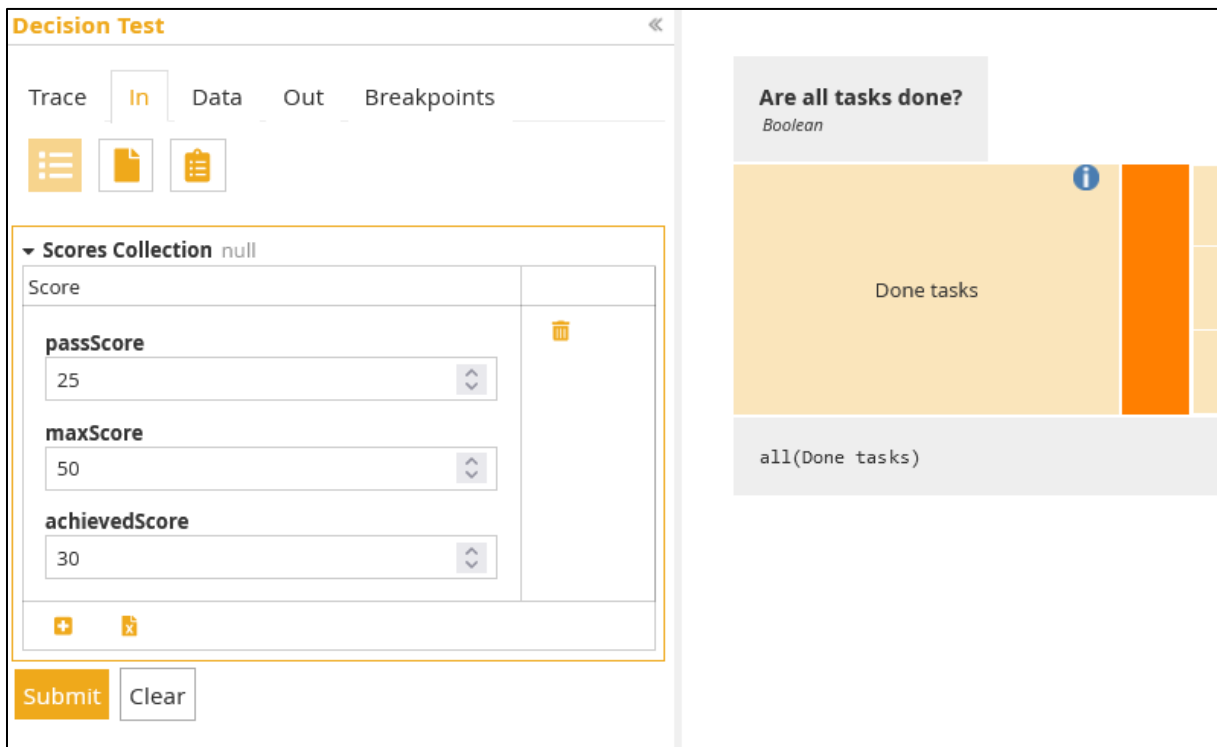 Decision Test
Trace
In
Data
Out
Breakpoints
Scores Collection null
Score
passScore
25
maxScore
50
achievedScore
30
Submit
Clear
Are all tasks done?
Boolean
Done tasks
all(Done tasks)